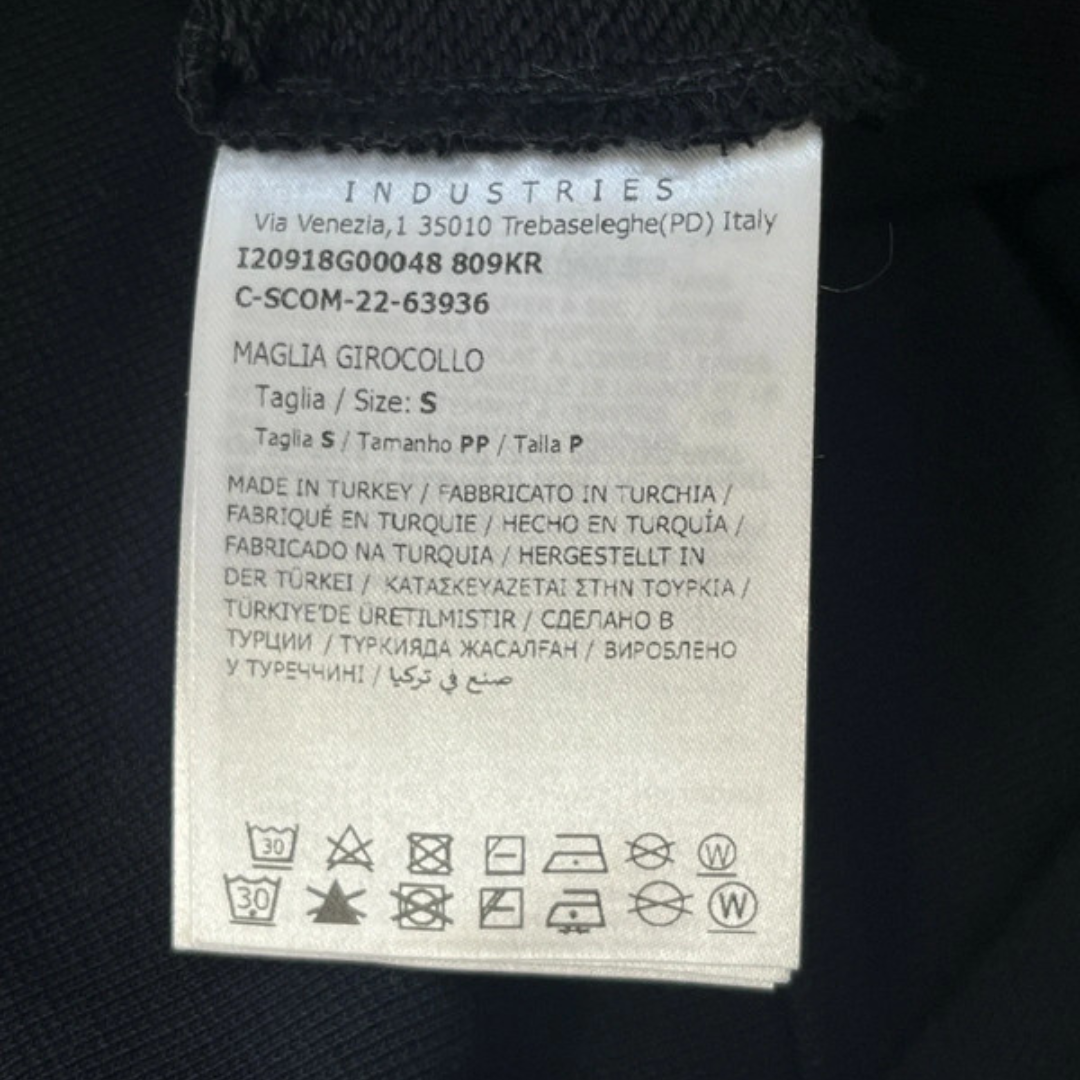 INDUSTRIES
Via Venezia,1 35010 Trebaseleghe(PD) Italy
I20918G00048 809KR
C-SCOM-22-63936
MAGLIA GIROCOLLO
Taglia / Size: S
Taglia S / Tamanho PP / Talla P
MADE IN TURKEY / FABBRICATO IN TURCHIA /
FABRIQUÉ EN TURQUIE / HECHO EN TURQUÍA /
FABRICADO NA TURQUIA / HERGESTELLT IN
DER TÜRKEI / ΚΑΤΑΣΚΕΥΑΖΕΤΑΙ ΣΤΗΝ ΤΟΥΡΚΙΑ /
TÜRKIYE'DE ÜRETILMISTIR / СДЕЛАНО В
ТУРЦИИ / ТҮРКИЯДА ЖАСАЛҒАН / ВИРОБЛЕНО
У ТУРЕЧЧИНІ / صنع في تركيا
30 W
30 W